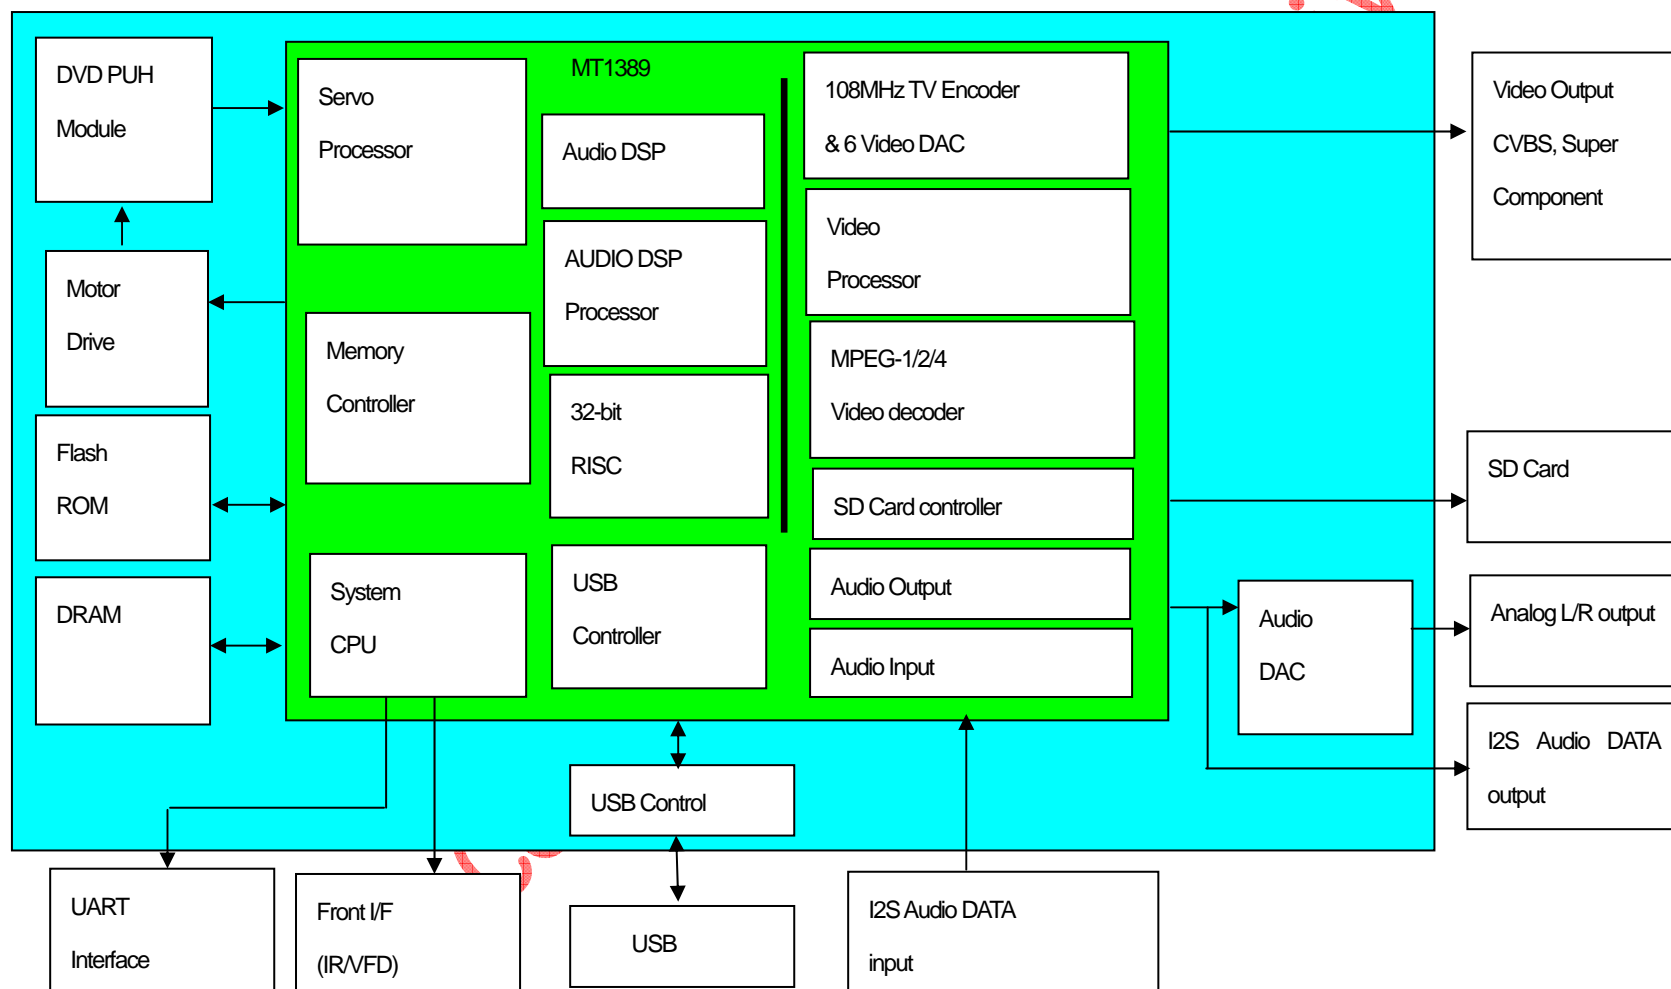 MT1389
DVD PUH
Module
Servo
Processor
Audio DSP
108MHz TV Encoder
& 6 Video DAC
Video Output
CVBS, Super
Component
Motor
Drive
AUDIO DSP
Processor
Video
Processor
Memory
Controller
MPEG-1/2/4
Video decoder
32-bit
RISC
Flash
ROM
SD Card controller
SD Card
DRAM
System
CPU
USB
Controller
Audio Output
Audio Input
Audio
DAC
Analog L/R output
I2S Audio DATA
output
USB Control
UART
Interface
Front I/F
(IR/VFD)
USB
I2S Audio DATA
input